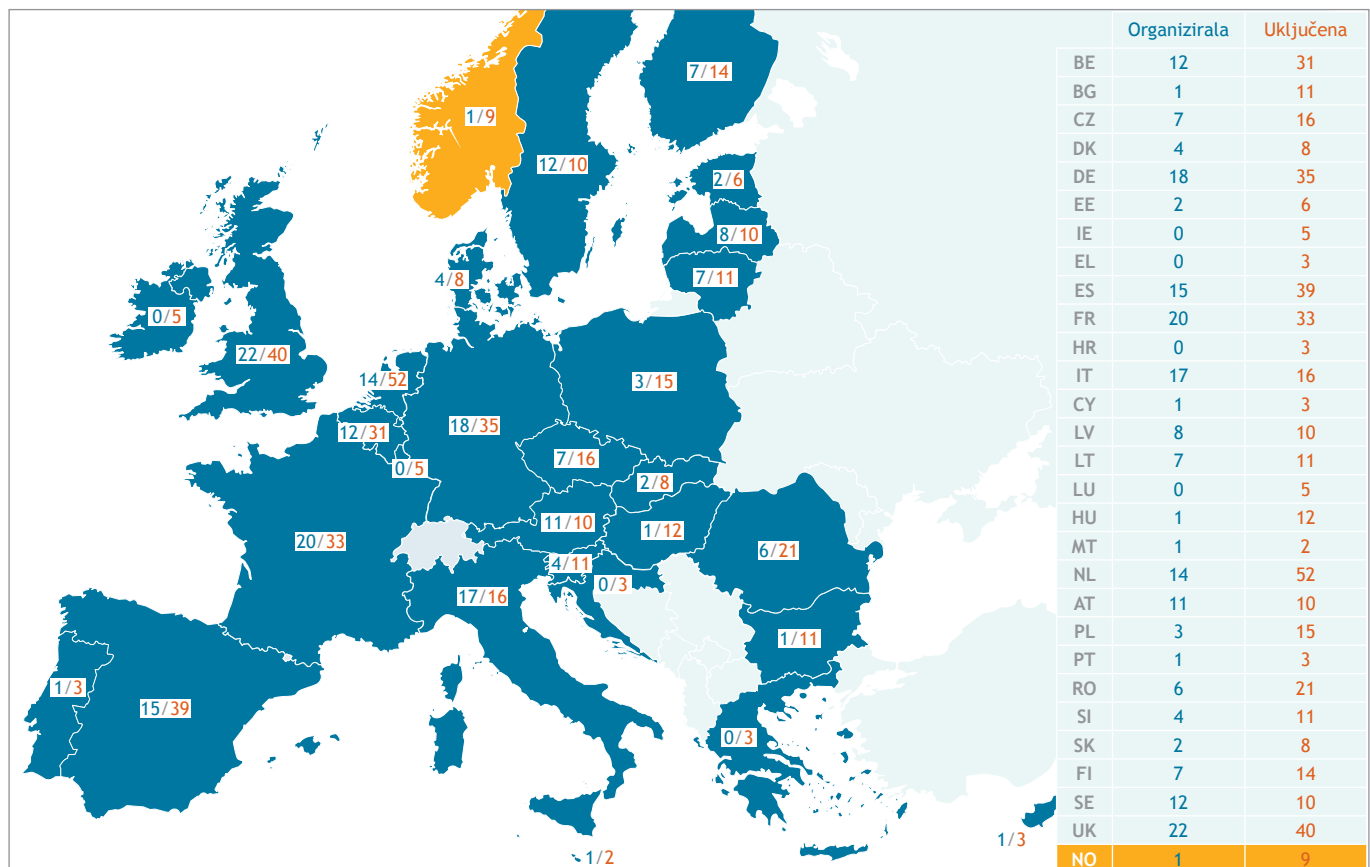 7/14
1/9
12/10
2/6
8/10
7/11
4/8
0/5
22/40
14/52
3/15
12/31
18/35
0/5
7/16
2/8
11/10
1/12
20/33
6/21
4/11
0/3
17/16
1/11
1/3
15/39
0/3
1/3
1/2
Organizirala Uključena
BE 12 31
BG 1 11
CZ 7 16
DK 4 8
DE 18 35
EE 2 6
IE 0 5
EL 0 3
ES 15 39
FR 20 33
HR 0 3
IT 17 16
CY 1 3
LV 8 10
LT 7 11
LU 0 5
HU 1 12
MT 1 2
NL 14 52
AT 11 10
PL 3 15
PT 1 3
RO 6 21
SI 4 11
SK 2 8
FI 7 14
SE 12 10
UK 22 40
NO 1 9